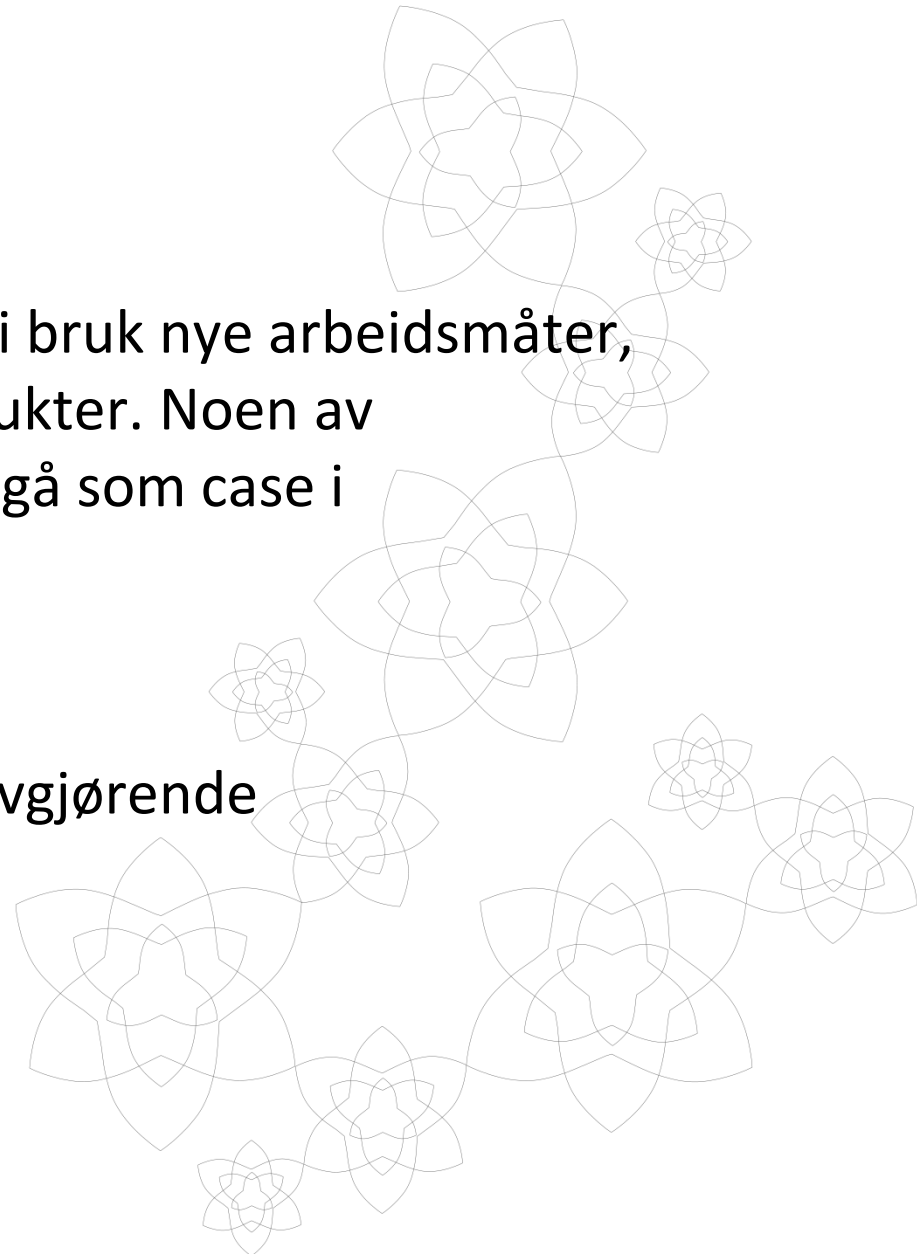 i bruk nye arbeidsmåter,
ukter. Noen av
gå som case i
vgjørende